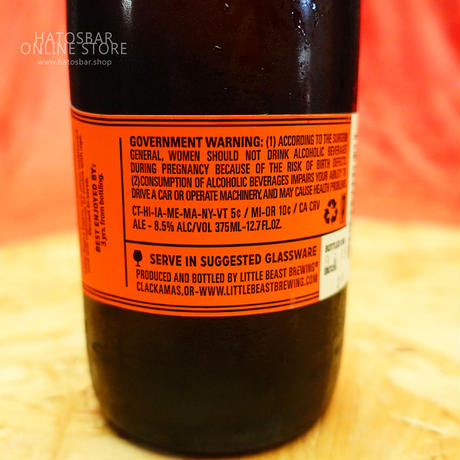 HATOSBAR
ONLINE STORE
www.hatosbar.shop
BEST ENJOYED BY:
3 yrs. from bottling.
GOVERNMENT WARNING: (1) ACCORDING TO THE SURGEON
GENERAL, WOMEN SHOULD NOT DRINK ALCOHOLIC BEVERAGES
DURING PREGNANCY BECAUSE OF THE RISK OF BIRTH DEFECTS.
(2)CONSUMPTION OF ALCOHOLIC BEVERAGES IMPAIRS YOUR ABILITY TO
DRIVE A CAR OR OPERATE MACHINERY, AND MAY CAUSE HEALTH PROBLEMS.
CT-HI-IA-ME-MA-NY-VT 5¢ / MI-OR 10¢ / CA CRV
ALE - 8.5% ALC/VOL 375ML-12.7FL.OZ.
SERVE IN SUGGESTED GLASSWARE
PRODUCED AND BOTTLED BY LITTLE BEAST BREWING®
CLACKAMAS,OR-WWW.LITTLEBEASTBREWING.COM
BOTTLED ON